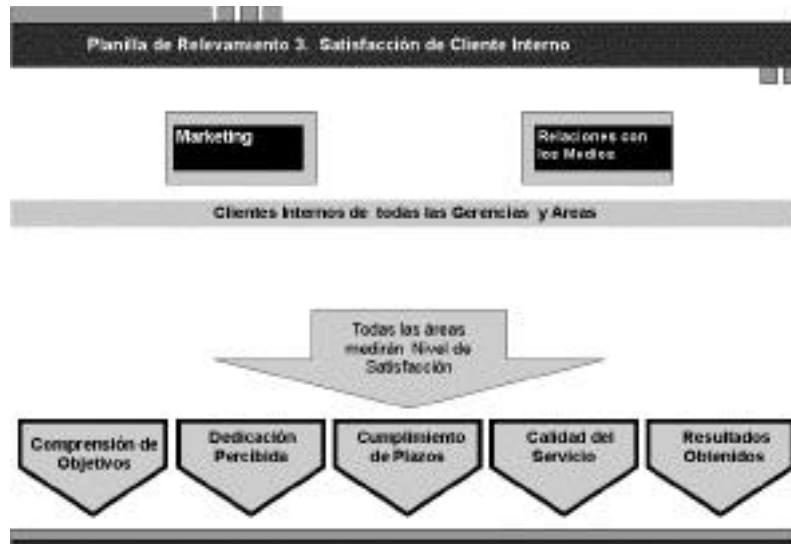 Planilla de Relevamiento 3. Satisfacción de Cliente Interno
Marketing
Relaciones con
los Medios
Clientes Internos de todas las Gerencias y Areas
Todas las áreas
medirán Nivel de
Satisfacción
Comprensión de
Objetivos
Dedicación
Percibida
Cumplimiento
de Plazos
Calidad del
Servicio
Resultados
Obtenidos